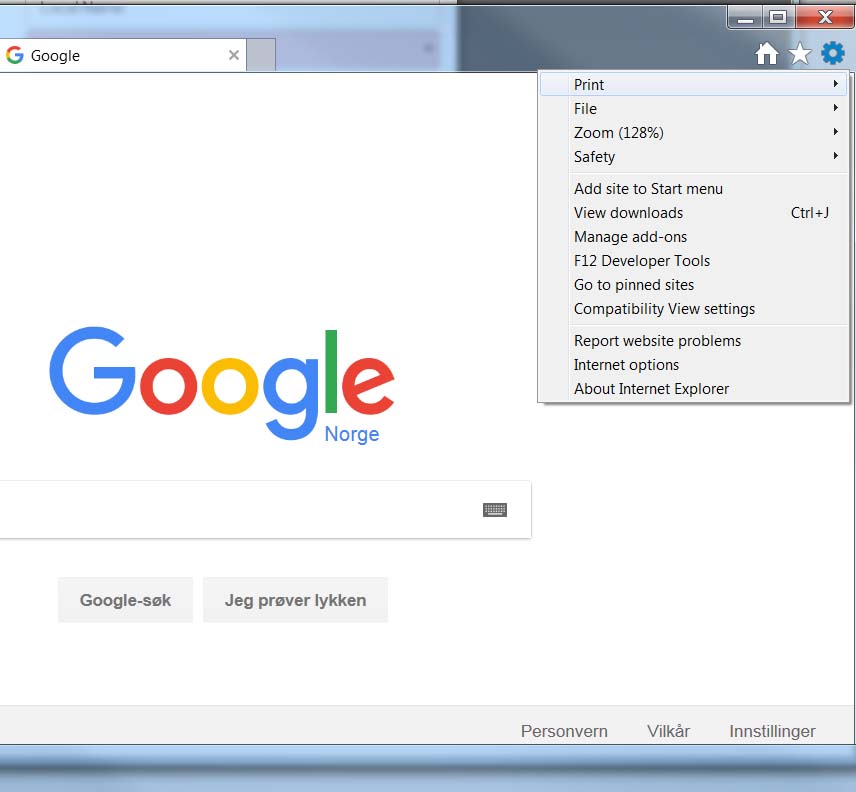 Google
Print
File
Zoom (128%)
Safety
Add site to Start menu
View downloads Ctrl+J
Manage add-ons
F12 Developer Tools
Go to pinned sites
Compatibility View settings
Report website problems
Internet options
About Internet Explorer
Google
Norge
Google-søk Jeg prøver lykken
Personvern Vilkår Innstillinger